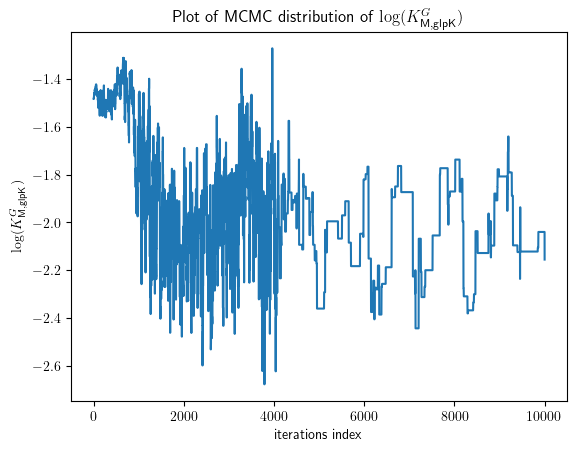 Plot of MCMC distribution of log(K^G_M,glpK)
log(K^G_M,glpK)
−1.4
−1.6
−1.8
−2.0
−2.2
−2.4
−2.6
0 2000 4000 6000 8000 10000
iterations index